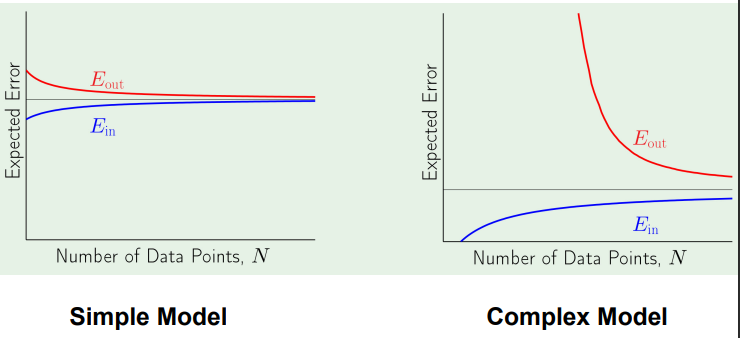 Expected Error
E_out
E_in
Number of Data Points, N
Simple Model
Expected Error
E_out
E_in
Number of Data Points, N
Complex Model